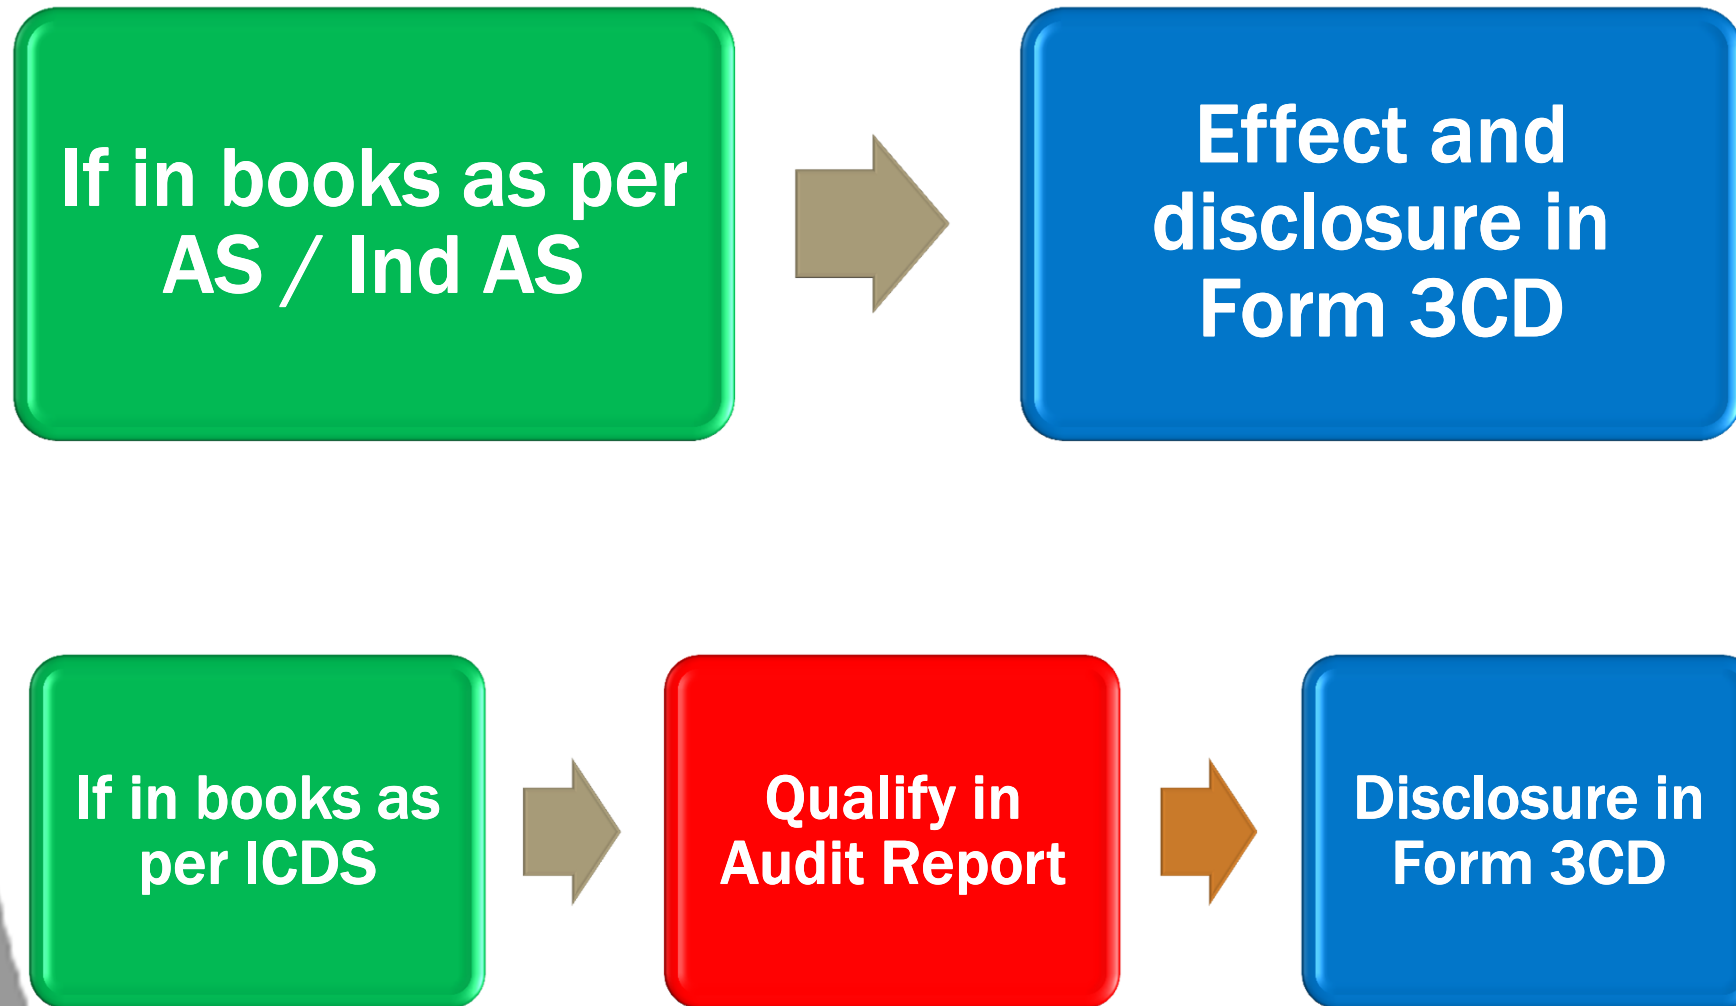 If in books as per
AS / Ind AS
Effect and
disclosure in
Form 3CD
If in books as
per ICDS
Qualify in
Audit Report
Disclosure in
Form 3CD